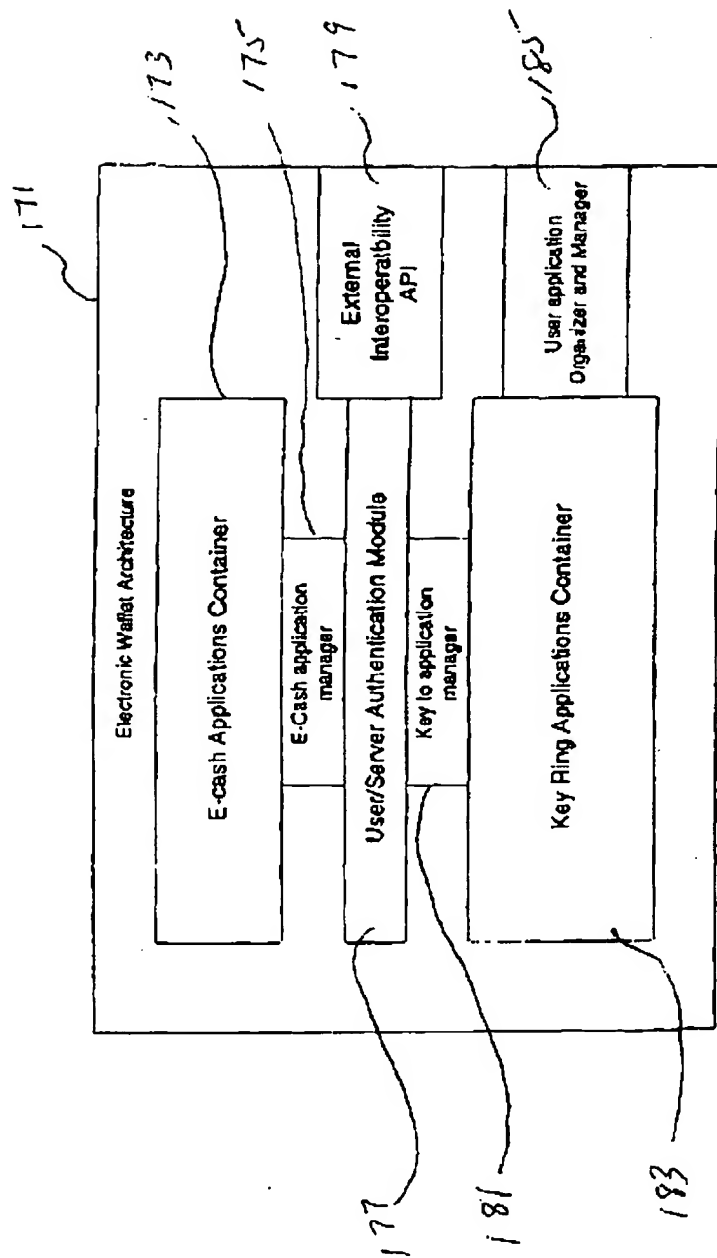 171
173
175
179
185
Electronic Wallet Architecture
E-cash Applications Container
E-Cash application
manager
User/Server Authentication Module
External
Interoperatbility
API
Key to application
manager
Key Ring Applications Container
User application
Organizer and Manager
177
181
183